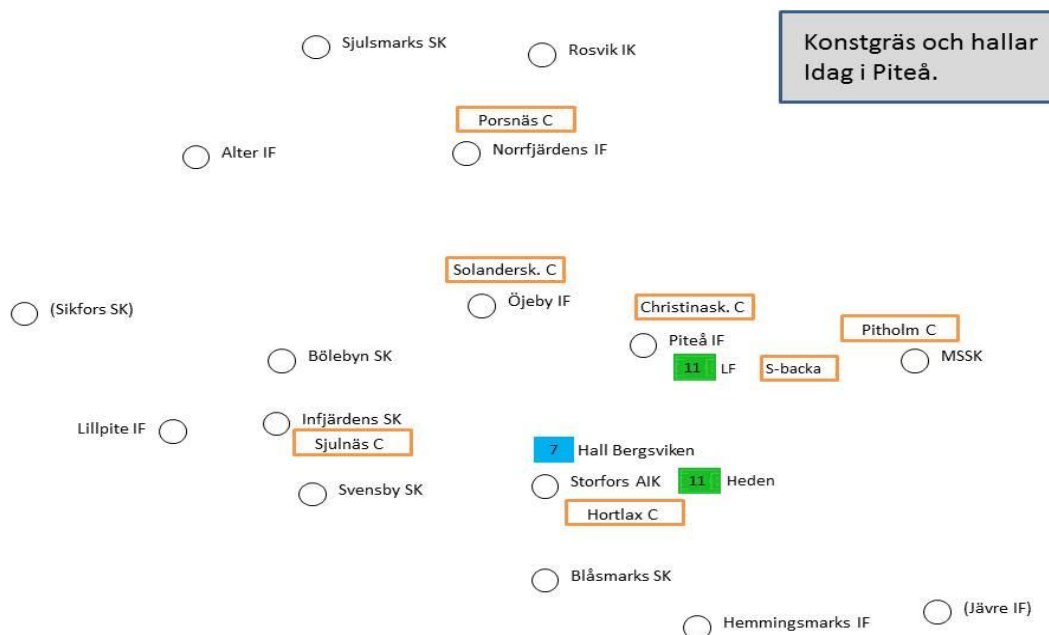 Sjulsmarks SK
Rosvik IK
Konstgräs och hallar
Idag i Piteå.
Porsnäs C
Alter IF
Norrfjärdens IF
Solandersk. C
(Sikfors SK)
Öjeby IF
Christinask. C
Pitholm C
Bölebyn SK
Piteå IF
MSSK
11 LF
S-backa
Lillpite IF
Infjärdens SK
Sjulnäs C
7 Hall Bergsviken
Svensby SK
Storfors AIK
11 Heden
Hortlax C
Blåsmarks SK
Hemmingsmarks IF
(Jävre IF)